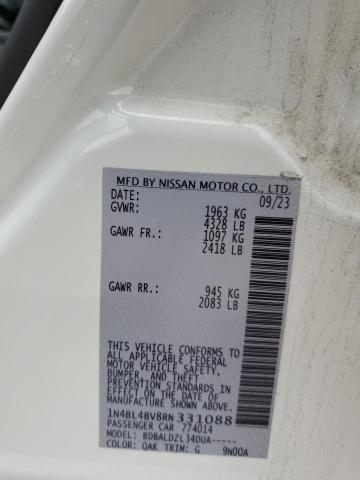 MFD BY NISSAN MOTOR CO., LTD.
DATE: 09/23
GVWR: 1963 KG
4328 LB
GAWR FR.: 1097 KG
2418 LB
GAWR RR.: 945 KG
2083 LB
THIS VEHICLE CONFORMS TO
ALL APPLICABLE U.S. FEDERAL
MOTOR VEHICLE SAFETY,
BUMPER, AND THEFT
PREVENTION STANDARDS IN
EFFECT ON THE DATE OF
MANUFACTURE SHOWN ABOVE.
1N4BL4BV8RN331088
PASSENGER CAR 774014
MODEL: BDBALDZL34DUA-----
COLOR: QAK TRIM: G 9N00A